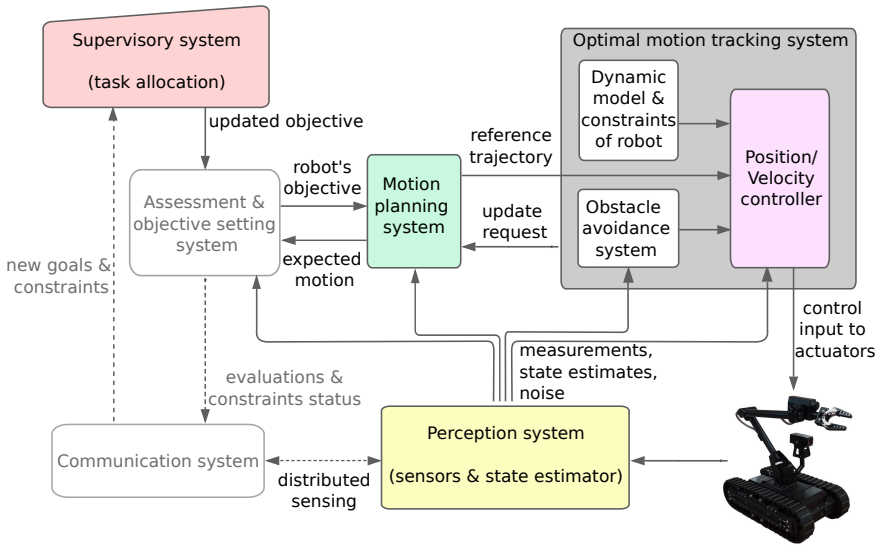 Supervisory system
(task allocation)
updated objective
Optimal motion tracking system
Dynamic
model &
constraints
of robot
Position/
Velocity
controller
Obstacle
avoidance
system
reference
trajectory
update
request
Motion
planning
system
robot's
objective
expected
motion
Assessment &
objective setting
system
new goals &
constraints
evaluations &
constraints status
measurements,
state estimates,
noise
control
input to
actuators
Communication system
distributed
sensing
Perception system
(sensors & state estimator)